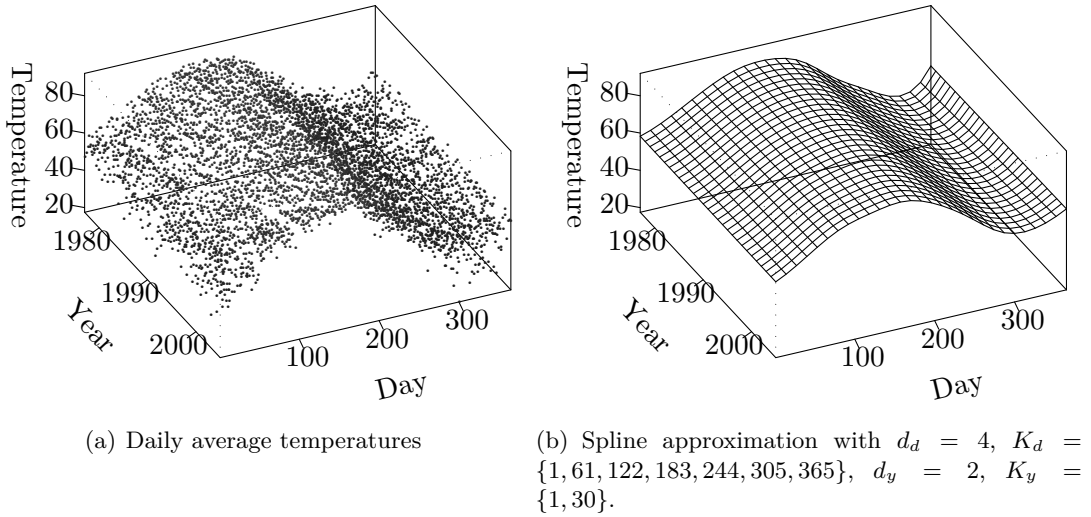 Temperature
80
60
40
20
1980
1990
2000
Year
100
200
300
Day
Temperature
80
60
40
20
1980
1990
2000
Year
100
200
300
Day
(a) Daily average temperatures
(b) Spline approximation with d_d = 4, K_d =
{1, 61, 122, 183, 244, 305, 365}, d_y = 2, K_y =
{1, 30}.